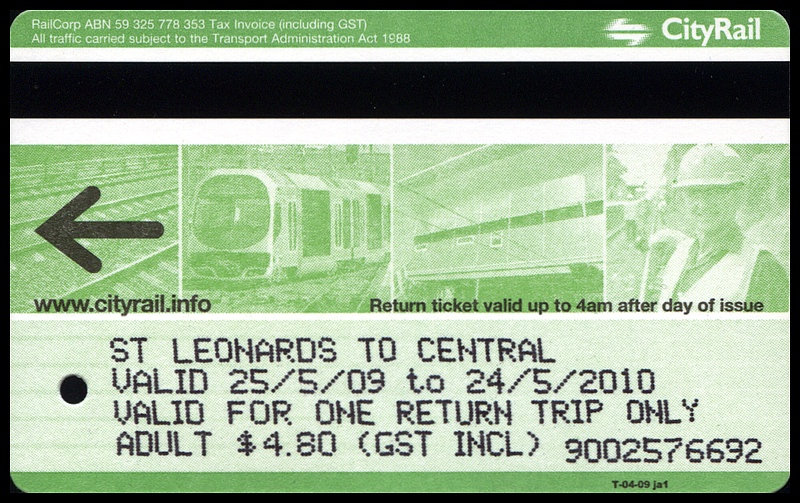 RailCorp ABN 59 325 778 353 Tax Invoice (including GST)
All traffic carried subject to the Transport Administration Act 1988
CityRail
www.cityrail.info
Return ticket valid up to 4am after day of issue
ST LEONARDS TO CENTRAL
VALID 25/5/09 to 24/5/2010
VALID FOR ONE RETURN TRIP ONLY
ADULT $4.80 (GST INCL) 9002576692
T-04-09 ja1